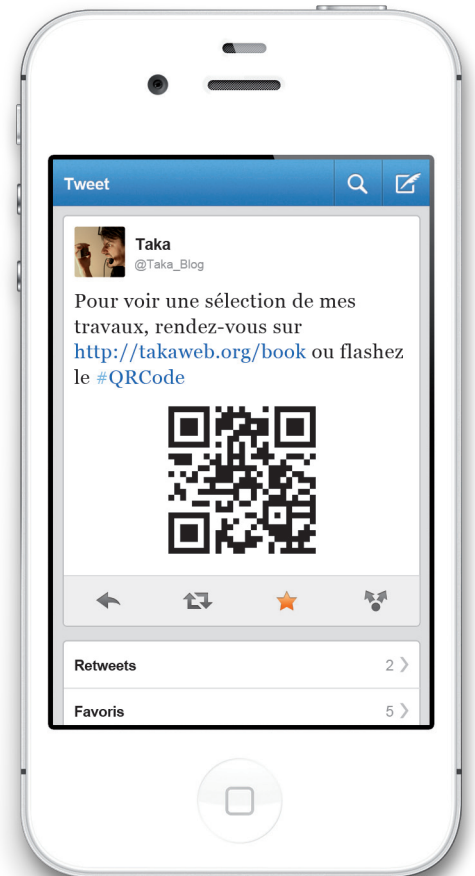 Tweet
Taka
@Taka_Blog
Pour voir une sélection de mes
travaux, rendez-vous sur
http://takaweb.org/book ou flashez
le #QRCode
Retweets 2
Favoris 5